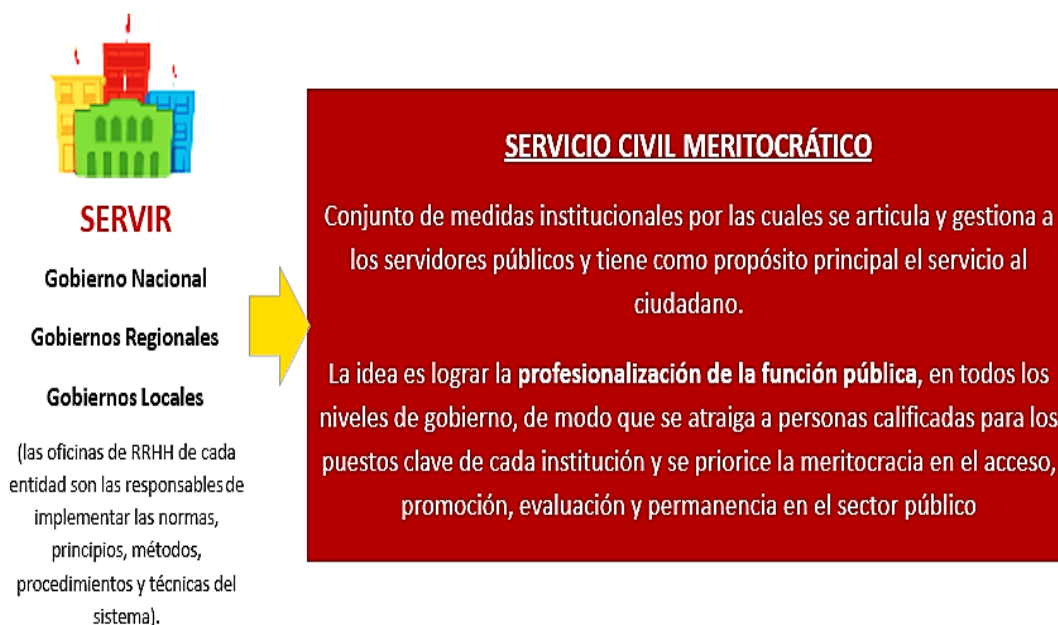 SERVIR
Gobierno Nacional
Gobiernos Regionales
Gobiernos Locales
(las oficinas de RRHH de cada
entidad son las responsables de
implementar las normas,
principios, métodos,
procedimientos y técnicas del
sistema).
SERVICIO CIVIL MERITOCRÁTICO
Conjunto de medidas institucionales por las cuales se articula y gestiona a
los servidores públicos y tiene como propósito principal el servicio al
ciudadano.
La idea es lograr la profesionalización de la función pública, en todos los
niveles de gobierno, de modo que se atraiga a personas calificadas para los
puestos clave de cada institución y se priorice la meritocracia en el acceso,
promoción, evaluación y permanencia en el sector público